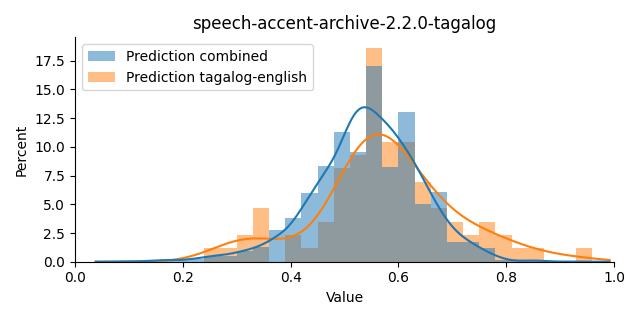 speech-accent-archive-2.2.0-tagalog
Prediction combined
Prediction tagalog-english
Percent
17.5
15.0
12.5
10.0
7.5
5.0
2.5
0.0
0.0 0.2 0.4 0.6 0.8 1.0
Value